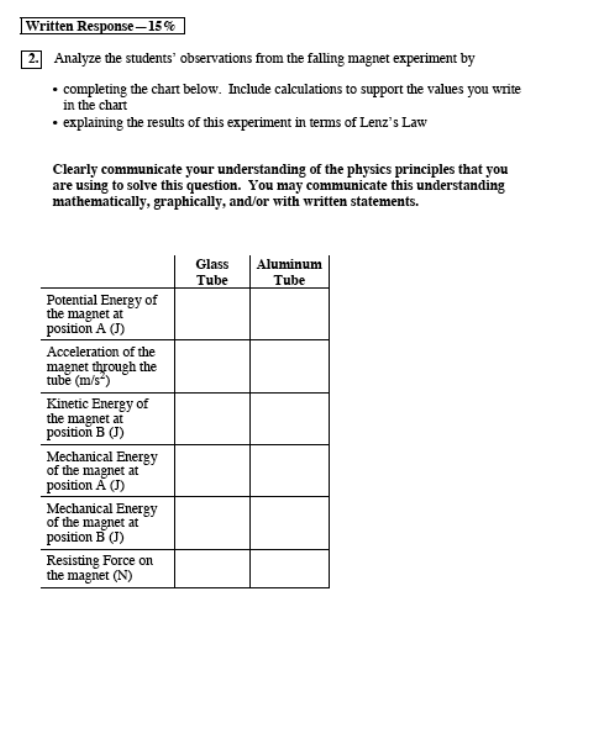 Written Response—15%
2. Analyze the students' observations from the falling magnet experiment by
• completing the chart below. Include calculations to support the values you write
in the chart
• explaining the results of this experiment in terms of Lenz's Law
Clearly communicate your understanding of the physics principles that you
are using to solve this question. You may communicate this understanding
mathematically, graphically, and/or with written statements.
Glass Aluminum
Tube Tube
Potential Energy of
the magnet at
position A (J)
Acceleration of the
magnet through the
tube (m/s²)
Kinetic Energy of
the magnet at
position B (J)
Mechanical Energy
of the magnet at
position A (J)
Mechanical Energy
of the magnet at
position B (J)
Resisting Force on
the magnet (N)